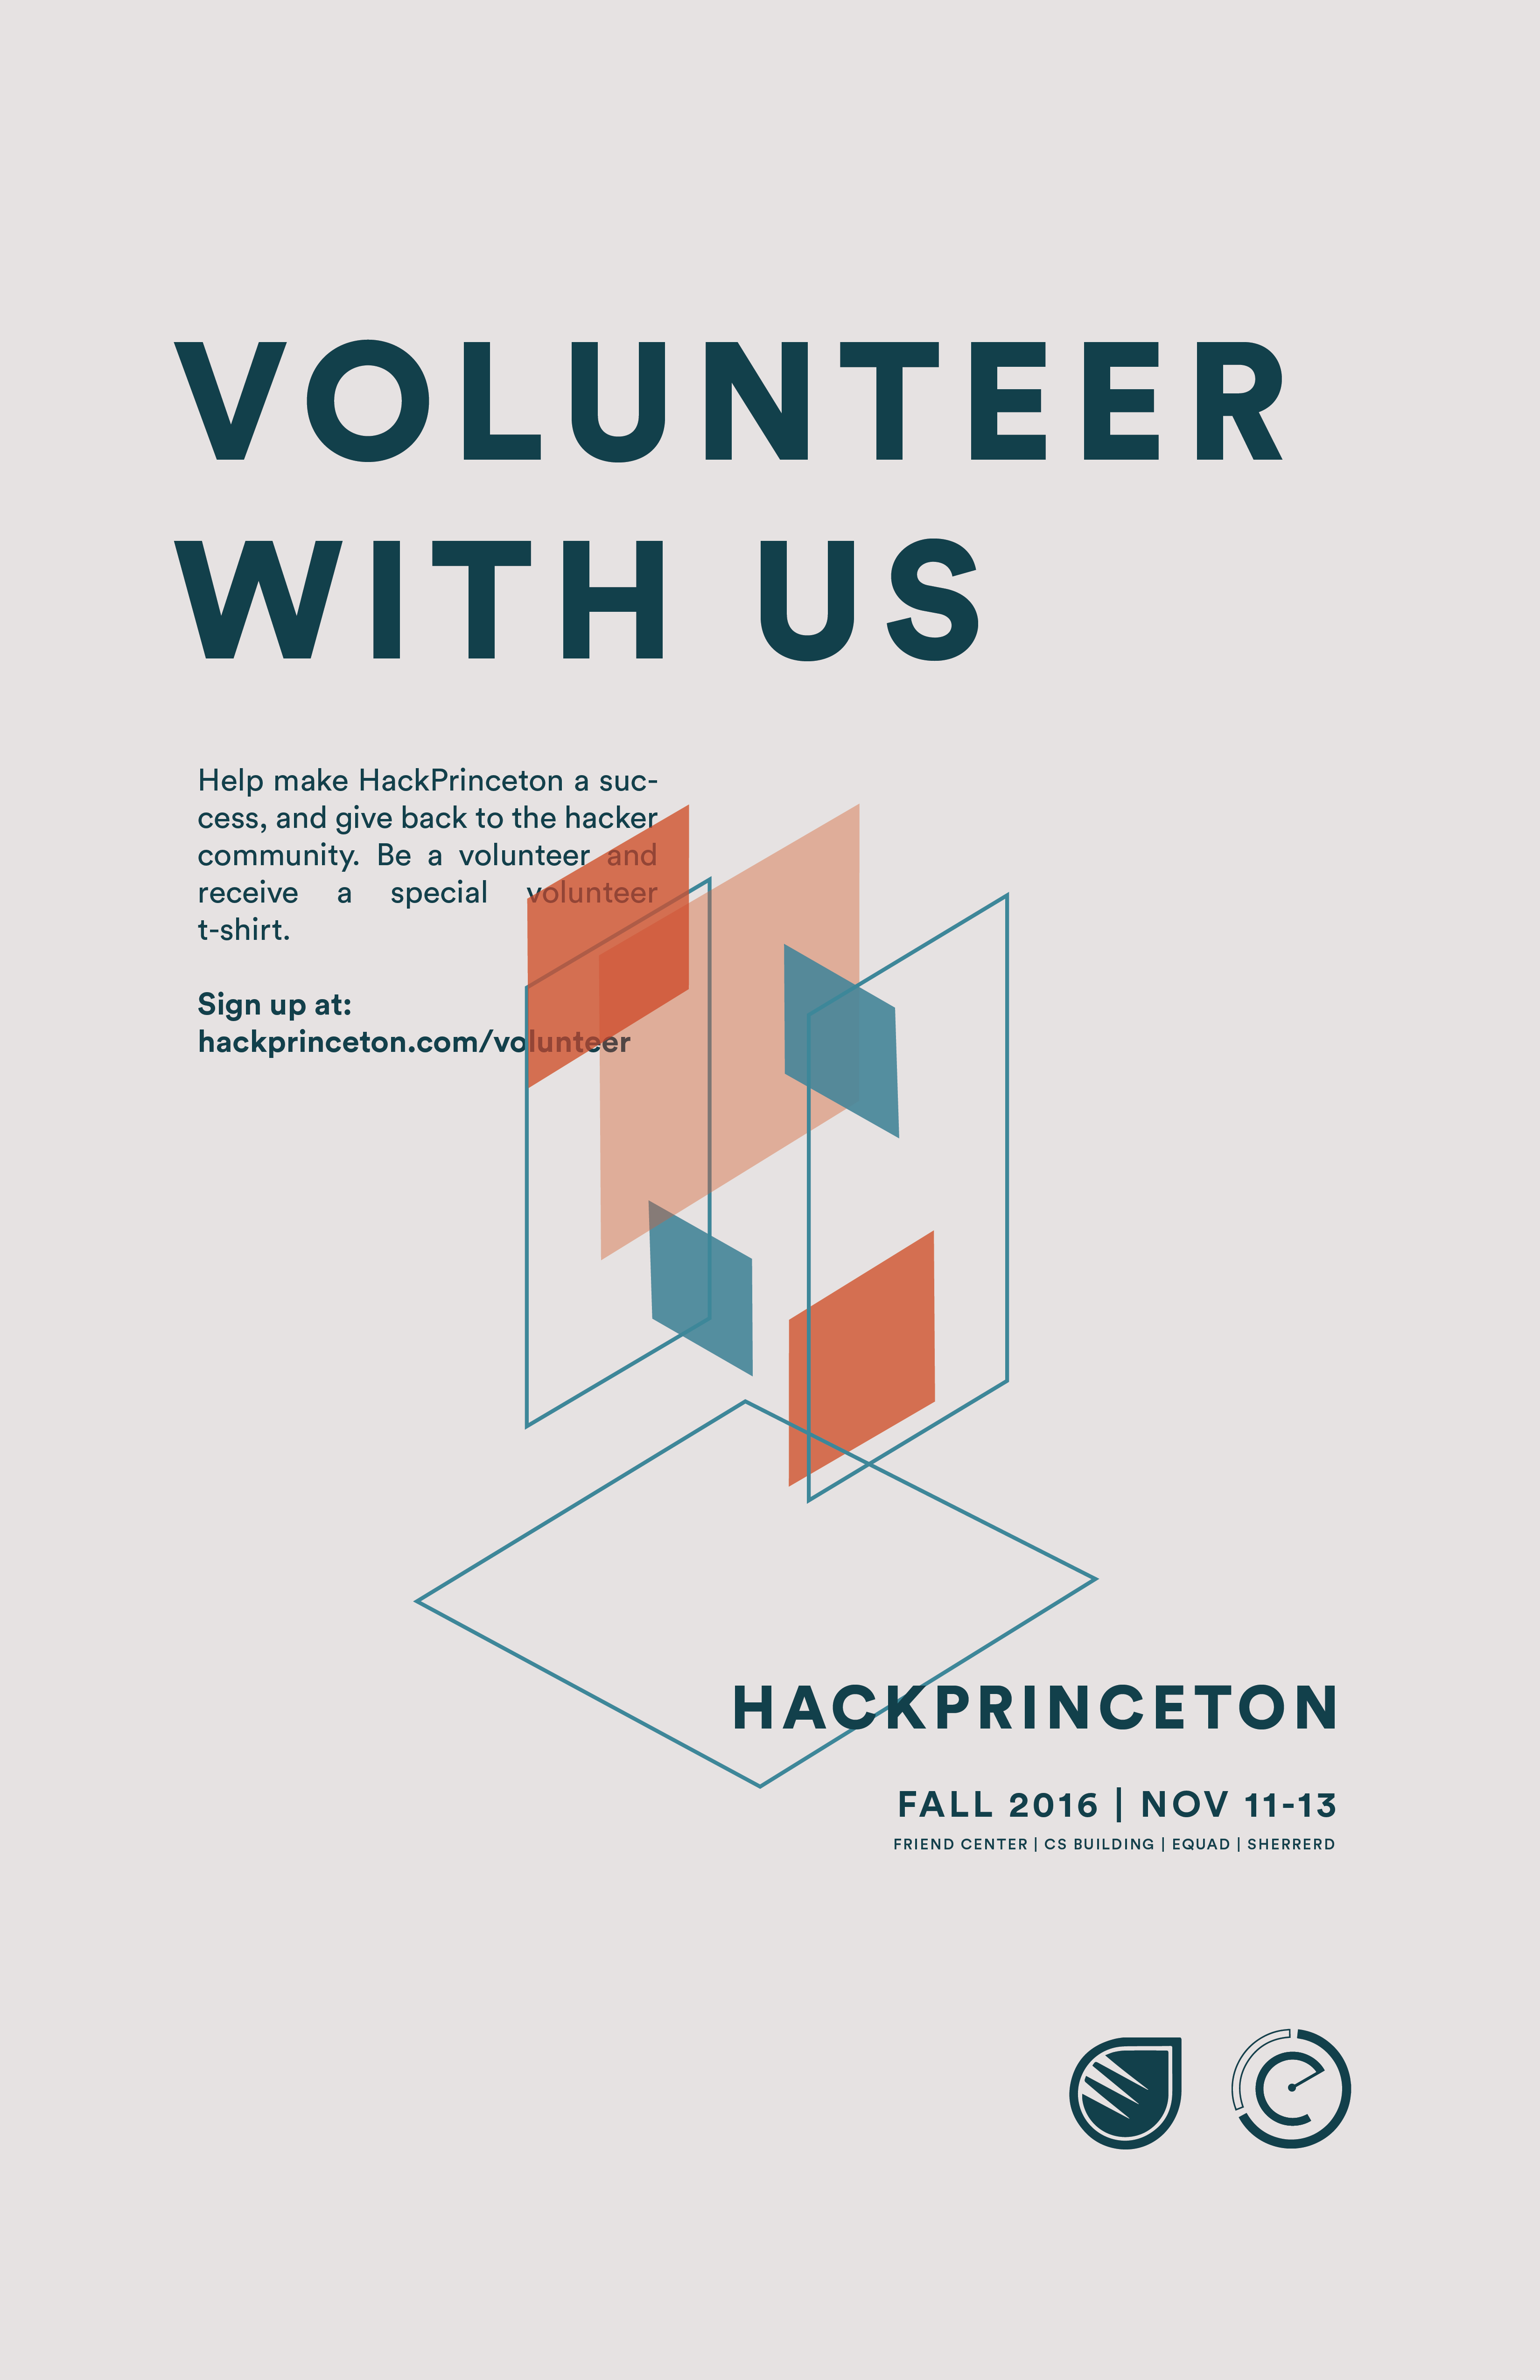 VOLUNTEER
WITH US
Help make HackPrinceton a suc-
cess, and give back to the hacker
community. Be a volunteer and
receive a special volunteer
t-shirt.
Sign up at:
hackprinceton.com/volunteer
HACKPRINCETON
FALL 2016 | NOV 11-13
FRIEND CENTER | CS BUILDING | EQUAD | SHERRERD